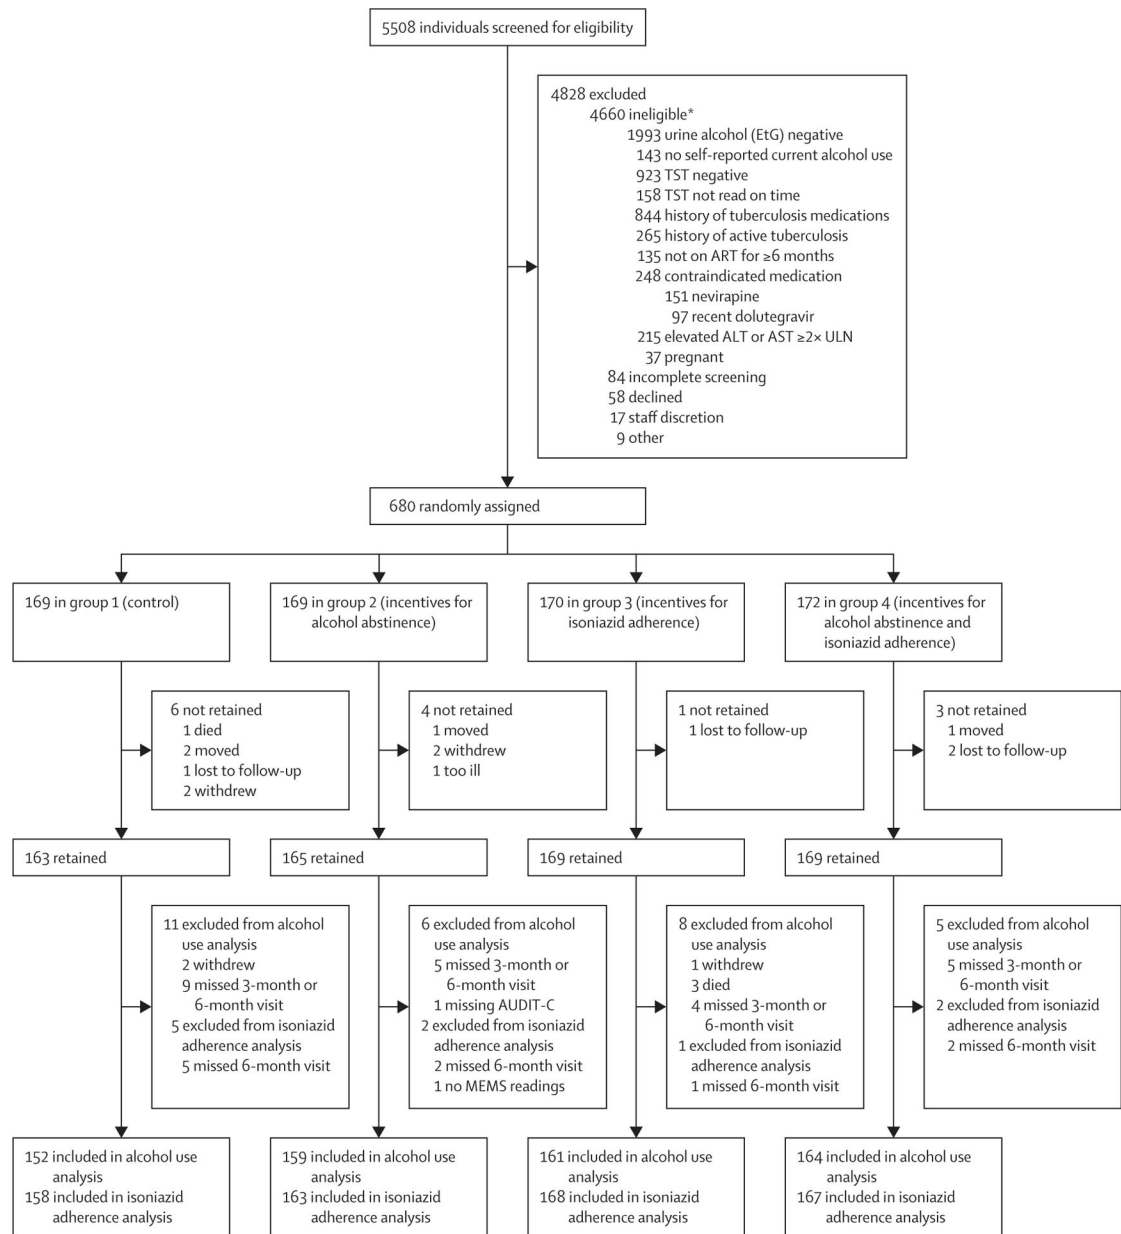 5508 individuals screened for eligibility
4828 excluded
4660 ineligible*
1993 urine alcohol (EtG) negative
143 no self-reported current alcohol use
923 TST negative
158 TST not read on time
844 history of tuberculosis medications
265 history of active tuberculosis
135 not on ART for ≥6 months
248 contraindicated medication
151 nevirapine
97 recent dolutegravir
215 elevated ALT or AST ≥2× ULN
37 pregnant
84 incomplete screening
58 declined
17 staff discretion
9 other
680 randomly assigned
169 in group 1 (control)
169 in group 2 (incentives for
alcohol abstinence)
170 in group 3 (incentives for
isoniazid adherence)
172 in group 4 (incentives for
alcohol abstinence and
isoniazid adherence)
6 not retained
1 died
2 moved
1 lost to follow-up
2 withdrew
4 not retained
1 moved
2 withdrew
1 too ill
1 not retained
1 lost to follow-up
3 not retained
1 moved
2 lost to follow-up
163 retained
165 retained
169 retained
169 retained
11 excluded from alcohol
use analysis
2 withdrew
9 missed 3-month or
6-month visit
5 excluded from isoniazid
adherence analysis
5 missed 6-month visit
6 excluded from alcohol
use analysis
5 missed 3-month or
6-month visit
1 missing AUDIT-C
2 excluded from isoniazid
adherence analysis
2 missed 6-month visit
1 no MEMS readings
8 excluded from alcohol
use analysis
1 withdrew
3 died
4 missed 3-month or
6-month visit
1 excluded from isoniazid
adherence analysis
1 missed 6-month visit
5 excluded from alcohol
use analysis
5 missed 3-month or
6-month visit
2 excluded from isoniazid
adherence analysis
2 missed 6-month visit
152 included in alcohol use
analysis
158 included in isoniazid
adherence analysis
159 included in alcohol use
analysis
163 included in isoniazid
adherence analysis
161 included in alcohol use
analysis
168 included in isoniazid
adherence analysis
164 included in alcohol use
analysis
167 included in isoniazid
adherence analysis